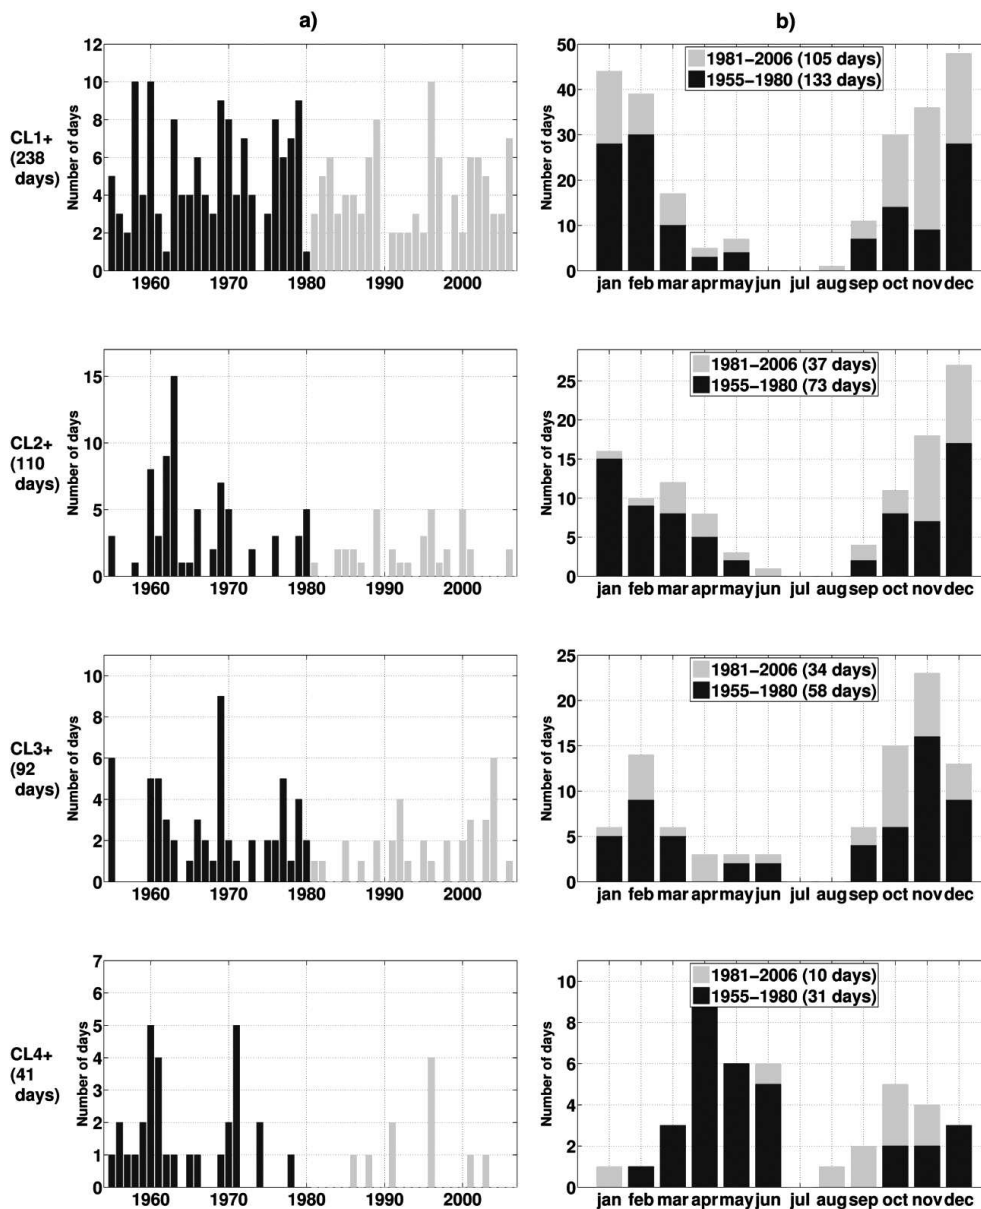 a)
b)
CL1+
(238
days)
Number of days
12
10
8
6
4
2
0
1960 1970 1980 1990 2000
Number of days
50
40
30
20
10
0
1981−2006 (105 days)
1955−1980 (133 days)
jan feb mar apr may jun jul aug sep oct nov dec
CL2+
(110
days)
Number of days
15
10
5
0
1960 1970 1980 1990 2000
Number of days
25
20
15
10
5
0
1981−2006 (37 days)
1955−1980 (73 days)
jan feb mar apr may jun jul aug sep oct nov dec
CL3+
(92
days)
Number of days
10
8
6
4
2
0
1960 1970 1980 1990 2000
Number of days
25
20
15
10
5
0
1981−2006 (34 days)
1955−1980 (58 days)
jan feb mar apr may jun jul aug sep oct nov dec
CL4+
(41
days)
Number of days
7
6
5
4
3
2
1
0
1960 1970 1980 1990 2000
Number of days
10
8
6
4
2
0
1981−2006 (10 days)
1955−1980 (31 days)
jan feb mar apr may jun jul aug sep oct nov dec